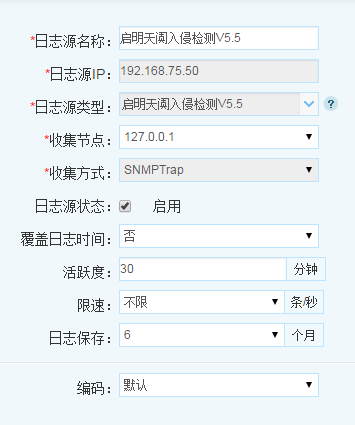 *日志源名称: 启明天阗入侵检测V5.5
*日志源IP: 192.168.75.50
*日志源类型: 启明天阗入侵检测V5.5 ?
*收集节点: 127.0.0.1
*收集方式: SNMPTrap
日志源状态: 启用
覆盖日志时间: 否
活跃度: 30 分钟
限速: 不限 条/秒
日志保存: 6 个月
编码: 默认